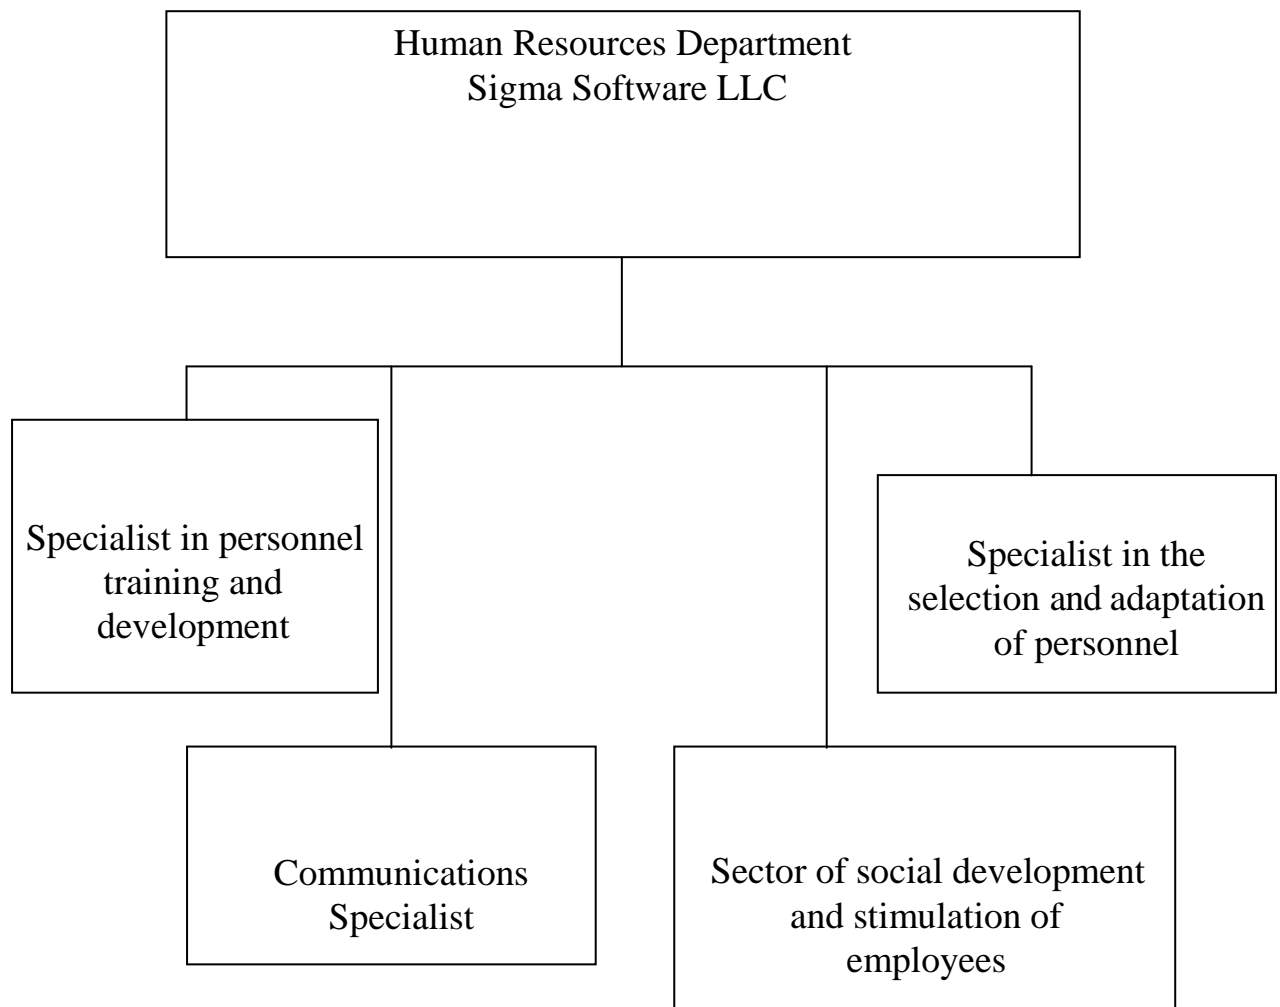 Human Resources Department
Sigma Software LLC
Specialist in personnel
training and
development
Specialist in the
selection and adaptation
of personnel
Communications
Specialist
Sector of social development
and stimulation of
employees